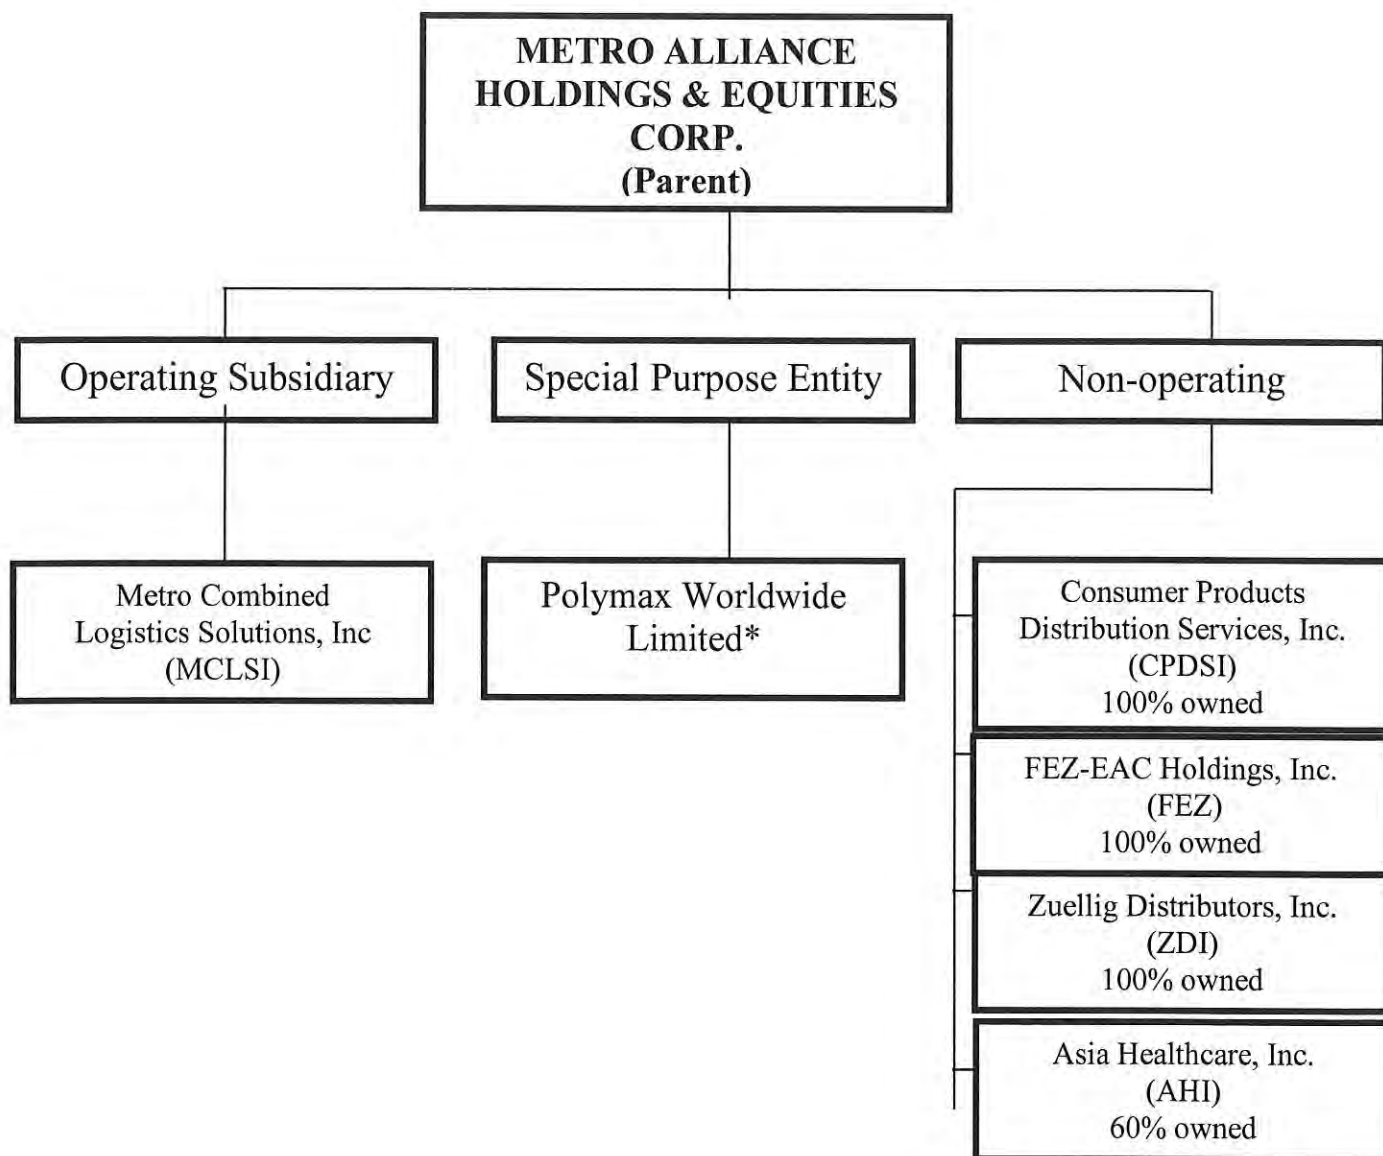 METRO ALLIANCE
HOLDINGS & EQUITIES
CORP.
(Parent)
Operating Subsidiary
Special Purpose Entity
Non-operating
Metro Combined
Logistics Solutions, Inc
(MCLSI)
Polymax Worldwide
Limited*
Consumer Products
Distribution Services, Inc.
(CPDSI)
100% owned
FEZ-EAC Holdings, Inc.
(FEZ)
100% owned
Zuellig Distributors, Inc.
(ZDI)
100% owned
Asia Healthcare, Inc.
(AHI)
60% owned